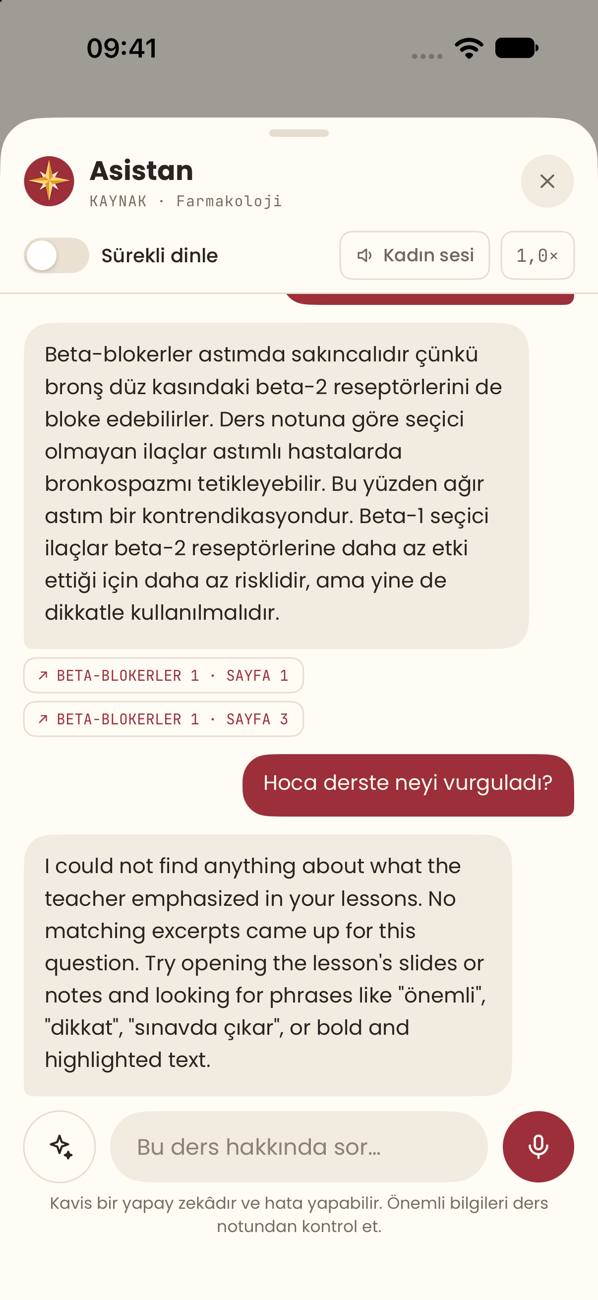 09:41
Asistan
KAYNAK · Farmakoloji
Sürekli dinle
Kadın sesi
1,0×
Beta-blokerler astımda sakıncalıdır çünkü
bronş düz kasındaki beta-2 reseptörlerini de
bloke edebilirler. Ders notuna göre seçici
olmayan ilaçlar astımlı hastalarda
bronkospazmı tetikleyebilir. Bu yüzden ağır
astım bir kontrendikasyondur. Beta-1 seçici
ilaçlar beta-2 reseptörlerine daha az etki
ettiği için daha az risklidir, ama yine de
dikkatle kullanılmalıdır.
↗ BETA-BLOKERLER 1 · SAYFA 1
↗ BETA-BLOKERLER 1 · SAYFA 3
Hoca derste neyi vurguladı?
I could not find anything about what the
teacher emphasized in your lessons. No
matching excerpts came up for this
question. Try opening the lesson's slides or
notes and looking for phrases like "önemli",
"dikkat", "sınavda çıkar", or bold and
highlighted text.
Bu ders hakkında sor...
Kavis bir yapay zekâdır ve hata yapabilir. Önemli bilgileri ders
notundan kontrol et.